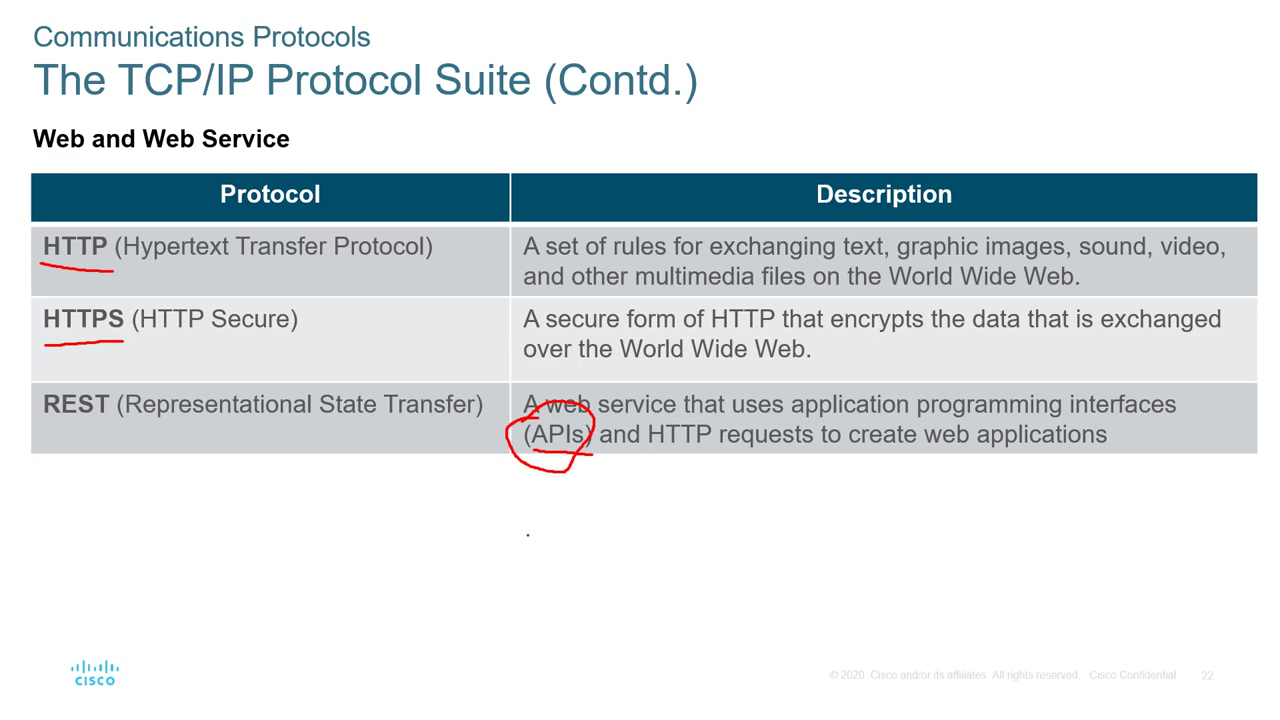 Communications Protocols
The TCP/IP Protocol Suite (Contd.)
Web and Web Service
Protocol
Description
HTTP (Hypertext Transfer Protocol)
A set of rules for exchanging text, graphic images, sound, video,
and other multimedia files on the World Wide Web.
HTTPS (HTTP Secure)
A secure form of HTTP that encrypts the data that is exchanged
over the World Wide Web.
REST (Representational State Transfer)
A web service that uses application programming interfaces
(APIs) and HTTP requests to create web applications
CISCO
© 2020 Cisco and/or its affiliates. All rights reserved. Cisco Confidential
22